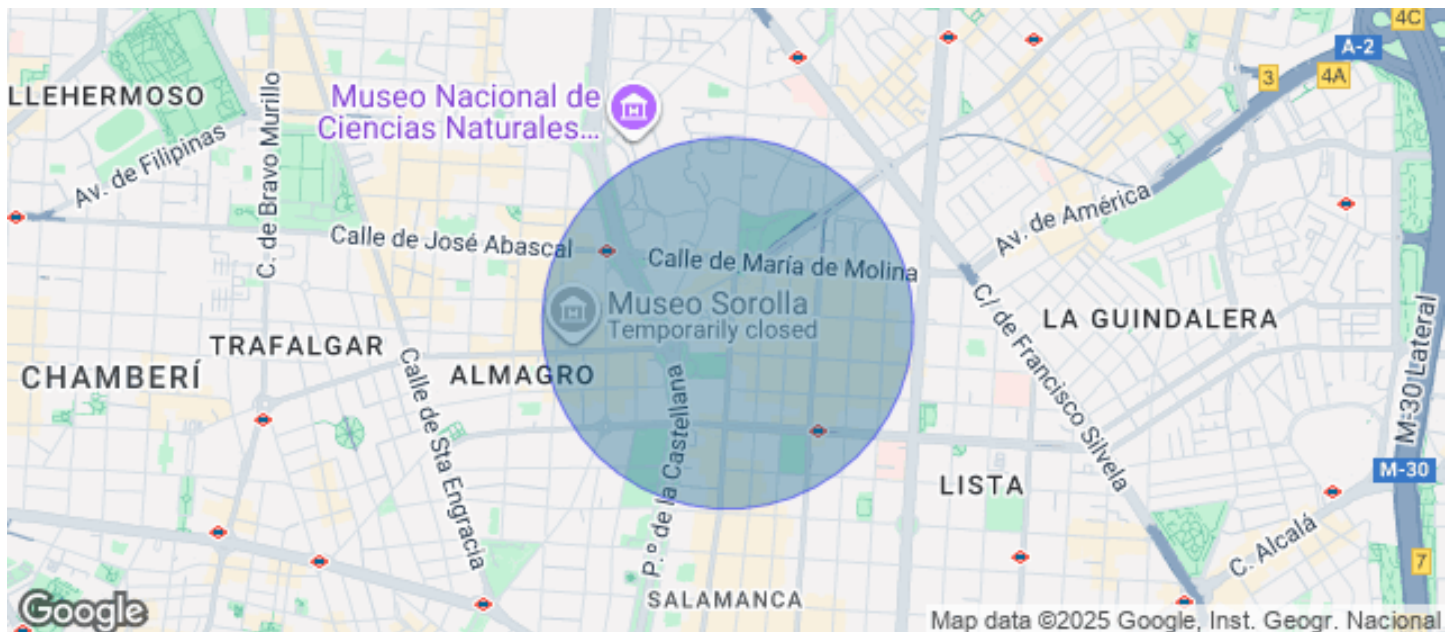 4C
A-2
3
4A
LLEHERMOSO
Museo Nacional de
Ciencias Naturales...
Av. de Filipinas
C. de Bravo Murillo
Calle de José Abascal
Calle de María de Molina
Av. de América
Museo Sorolla
Temporarily closed
C/ de Francisco Silvela
LA GUINDALERA
TRAFALGAR
CHAMBERÍ
ALMAGRO
Calle de Sta Engracia
P.º de la Castellana
M-30 Lateral
M-30
LISTA
C. Alcalá
7
SALAMANCA
Google
Map data ©2025 Google, Inst. Geogr. Nacional